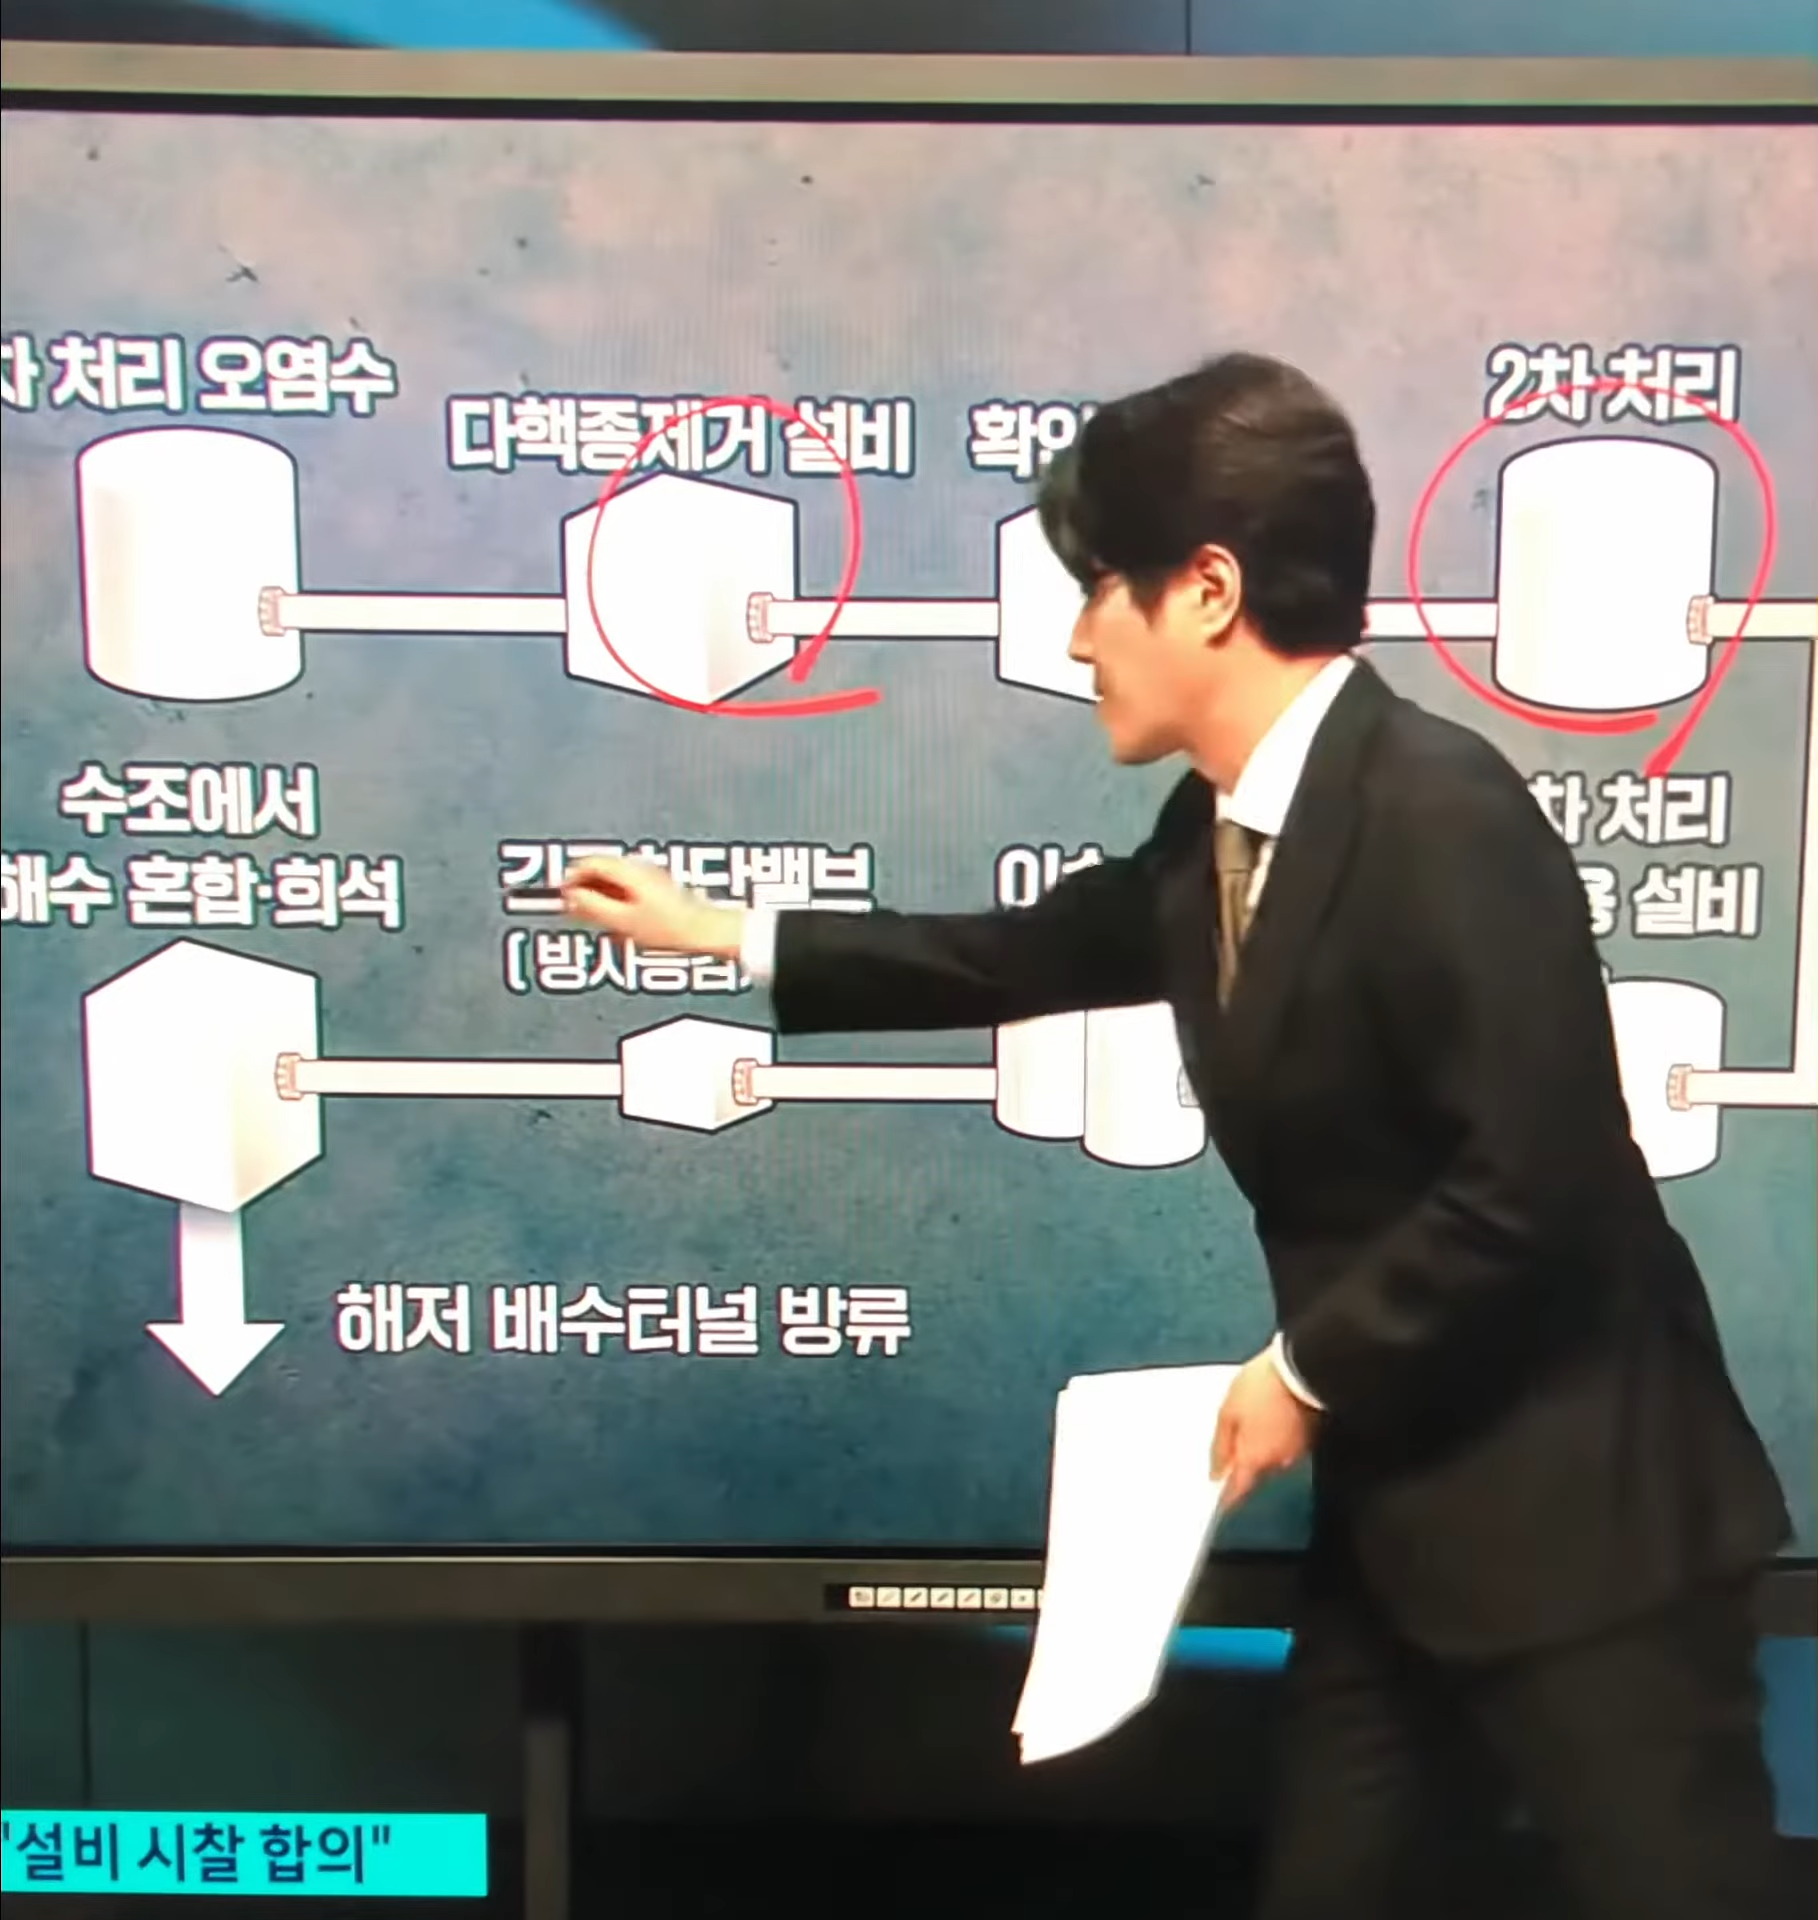 처리 오염수
다핵종제거 설비
2차 처리
수조에서
해수 혼합·희석
처리
설비
해저 배수터널 방류
"설비 시찰 합의"